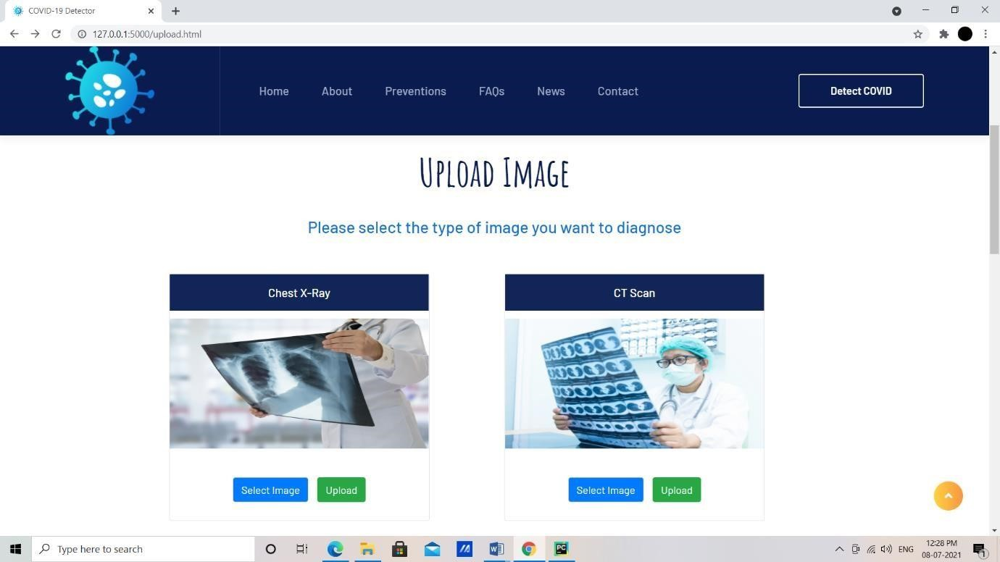 COVID-19 Detector
127.0.0.1:5000/upload.html
Home About Preventions FAQs News Contact Detect COVID
Upload Image
Please select the type of image you want to diagnose
Chest X-Ray CT Scan
Select Image Upload Select Image Upload
Type here to search
ENG
12:28 PM
08-07-2021
1
W
PC